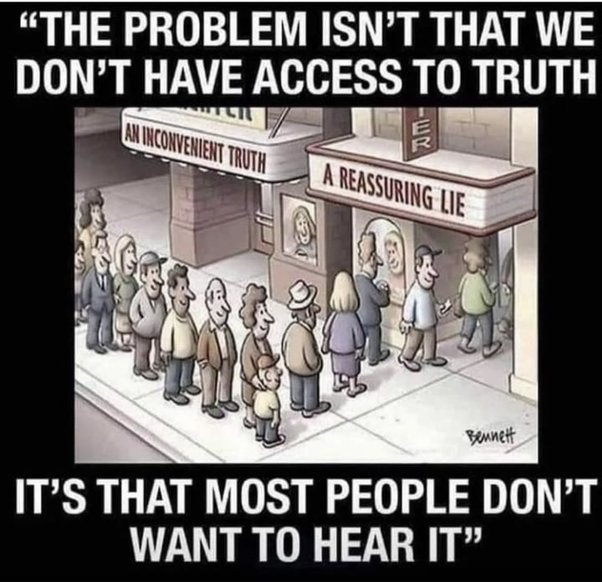 “THE PROBLEM ISN’T THAT WE
DON’T HAVE ACCESS TO TRUTH
AN INCONVENIENT TRUTH
ER
A REASSURING LIE
Bennett
IT’S THAT MOST PEOPLE DON’T
WANT TO HEAR IT”